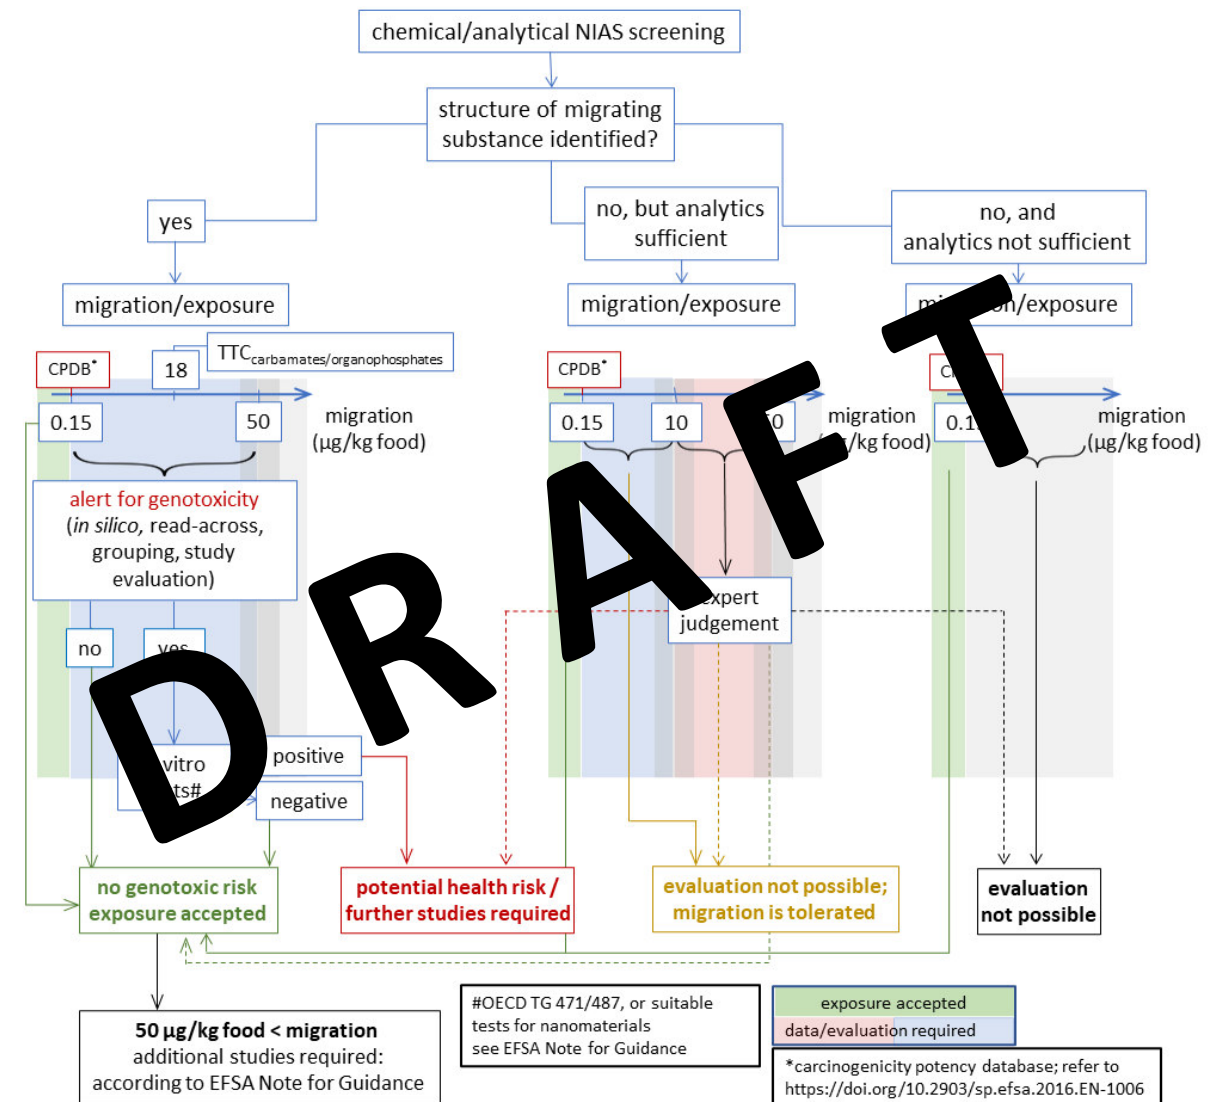 chemical/analytical NIAS screening
structure of migrating
substance identified?
yes
no, but analytics
sufficient
no, and
analytics not sufficient
migration/exposure
migration/exposure
migration/exposure
CPDB*
18
TTCcarbamates/organophosphates
0.15
50
migration
(µg/kg food)
CPDB*
0.15
10
migration
food)
migration
(µg/kg food)
alert for genotoxicity
(in silico, read-across,
grouping, study
evaluation)
no
yes
expert
judgement
vitro
positive
negative
DRAFT
no genotoxic risk
exposure accepted
potential health risk /
further studies required
evaluation not possible;
migration is tolerated
evaluation
not possible
50 µg/kg food < migration
additional studies required:
according to EFSA Note for Guidance
#OECD TG 471/487, or suitable
tests for nanomaterials
see EFSA Note for Guidance
exposure accepted
data/evaluation required
*carcinogenicity potency database; refer to
https://doi.org/10.2903/sp.efsa.2016.EN-1006